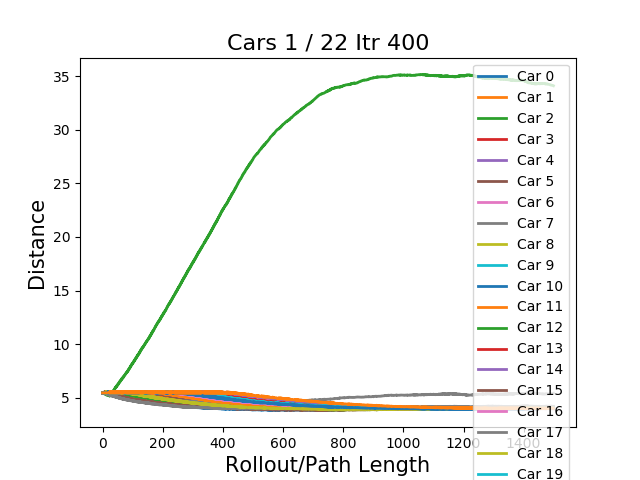 Cars 1 / 22 Itr 400
Distance
35
30
25
20
15
10
5
0
200
400
600
800
1000
1200
1400
Rollout/Path Length
Car 0
Car 1
Car 2
Car 3
Car 4
Car 5
Car 6
Car 7
Car 8
Car 9
Car 10
Car 11
Car 12
Car 13
Car 14
Car 15
Car 16
Car 17
Car 18
Car 19